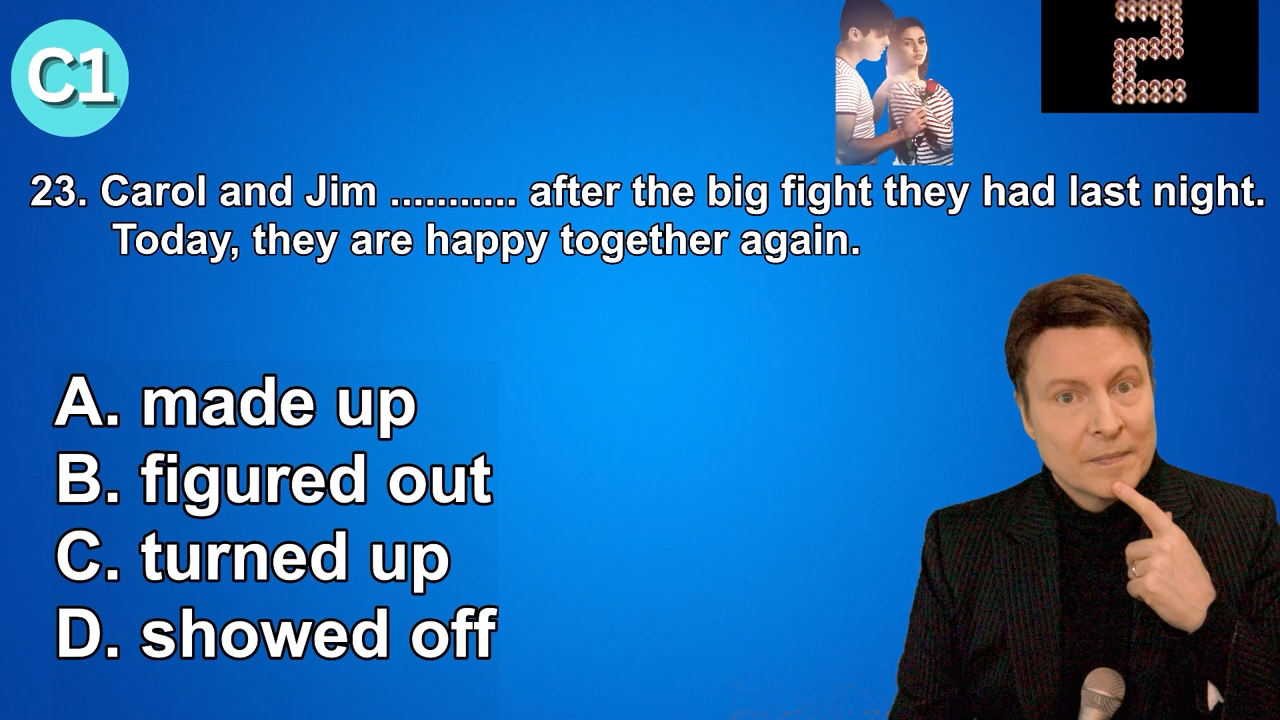 C1
2
23. Carol and Jim ........... after the big fight they had last night.
Today, they are happy together again.
A. made up
B. figured out
C. turned up
D. showed off